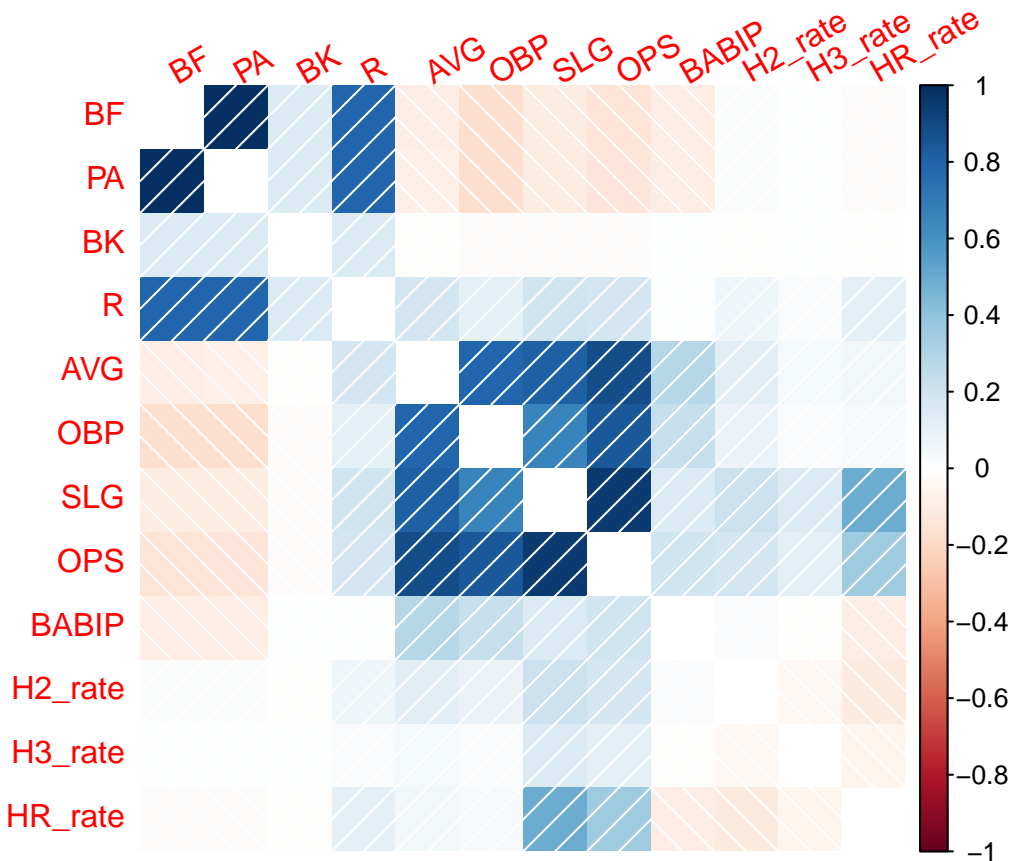 BF PA BK R AVG OBP SLG OPS BABIP H2_rate H3_rate HR_rate
BF
PA
BK
R
AVG
OBP
SLG
OPS
BABIP
H2_rate
H3_rate
HR_rate
1
0.8
0.6
0.4
0.2
0
−0.2
−0.4
−0.6
−0.8
−1